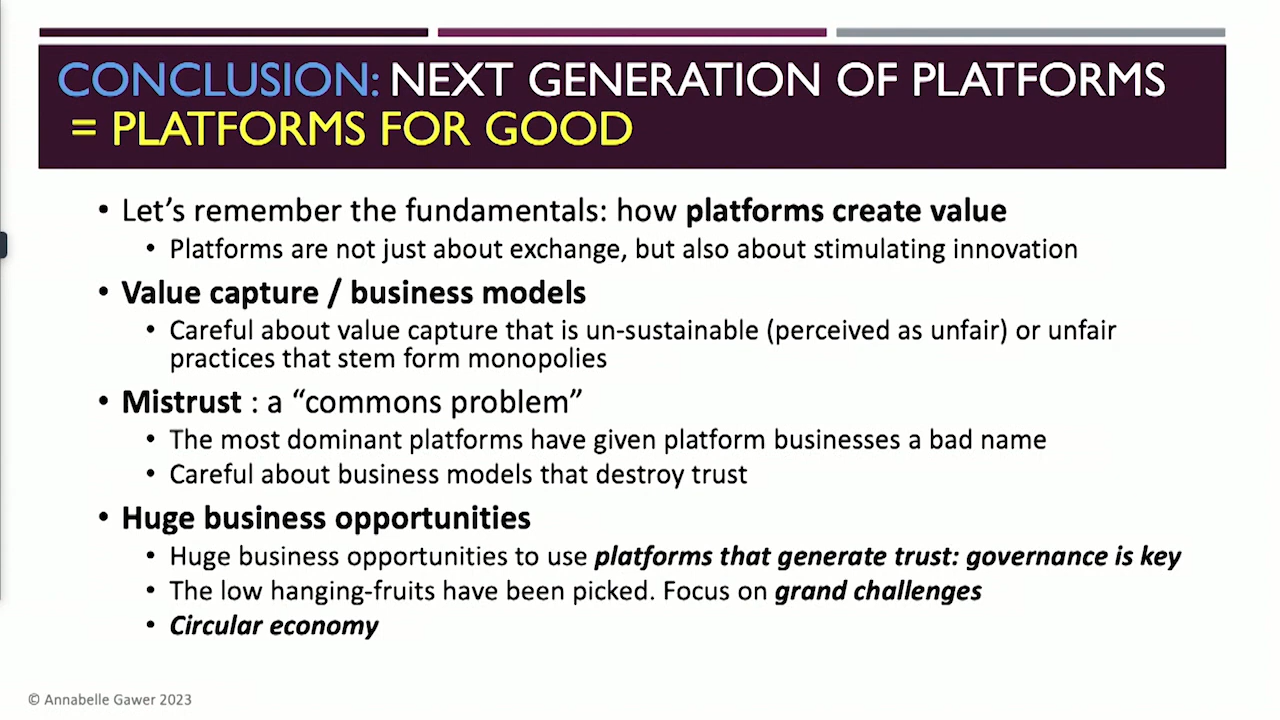 CONCLUSION: NEXT GENERATION OF PLATFORMS
= PLATFORMS FOR GOOD
• Let's remember the fundamentals: how platforms create value
• Platforms are not just about exchange, but also about stimulating innovation
• Value capture / business models
• Careful about value capture that is un-sustainable (perceived as unfair) or unfair
practices that stem form monopolies
• Mistrust : a “commons problem”
• The most dominant platforms have given platform businesses a bad name
• Careful about business models that destroy trust
• Huge business opportunities
• Huge business opportunities to use platforms that generate trust: governance is key
• The low hanging-fruits have been picked. Focus on grand challenges
• Circular economy
© Annabelle Gawer 2023